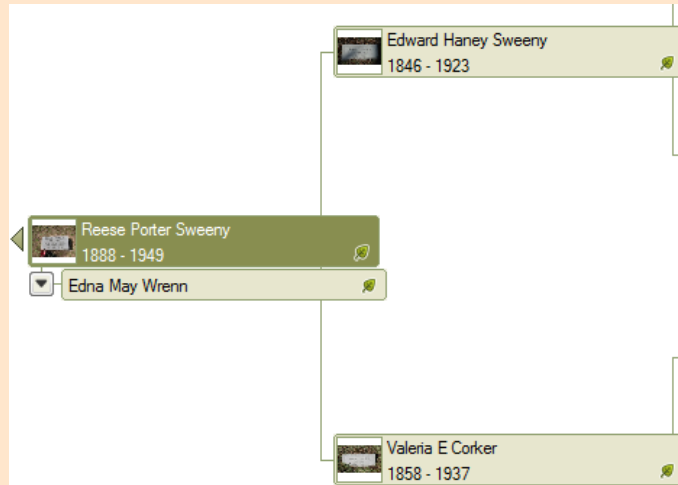 Edward Haney Sweeny
1846 - 1923
Reese Porter Sweeny
1888 - 1949
Edna May Wrenn
Valeria E Corker
1858 - 1937